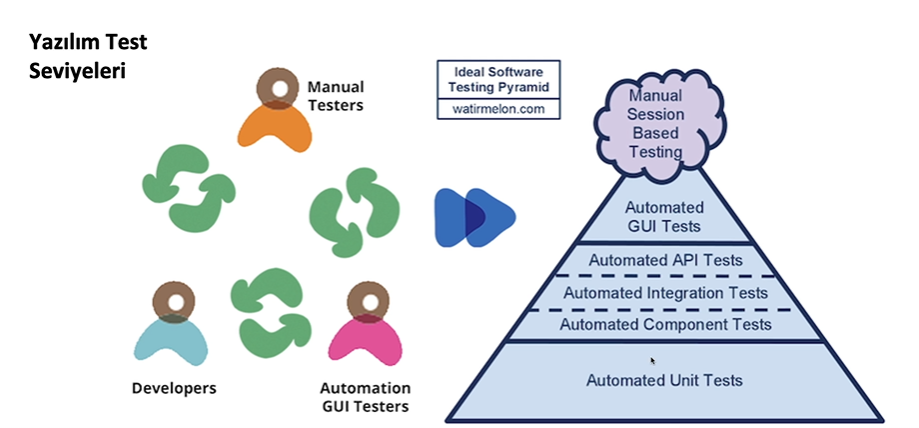 Yazılım Test
Seviyeleri
Manual
Testers
Developers
Automation
GUI Testers
Ideal Software
Testing Pyramid
watirmelon.com
Manual
Session
Based
Testing
Automated
GUI Tests
Automated API Tests
Automated Integration Tests
Automated Component Tests
Automated Unit Tests